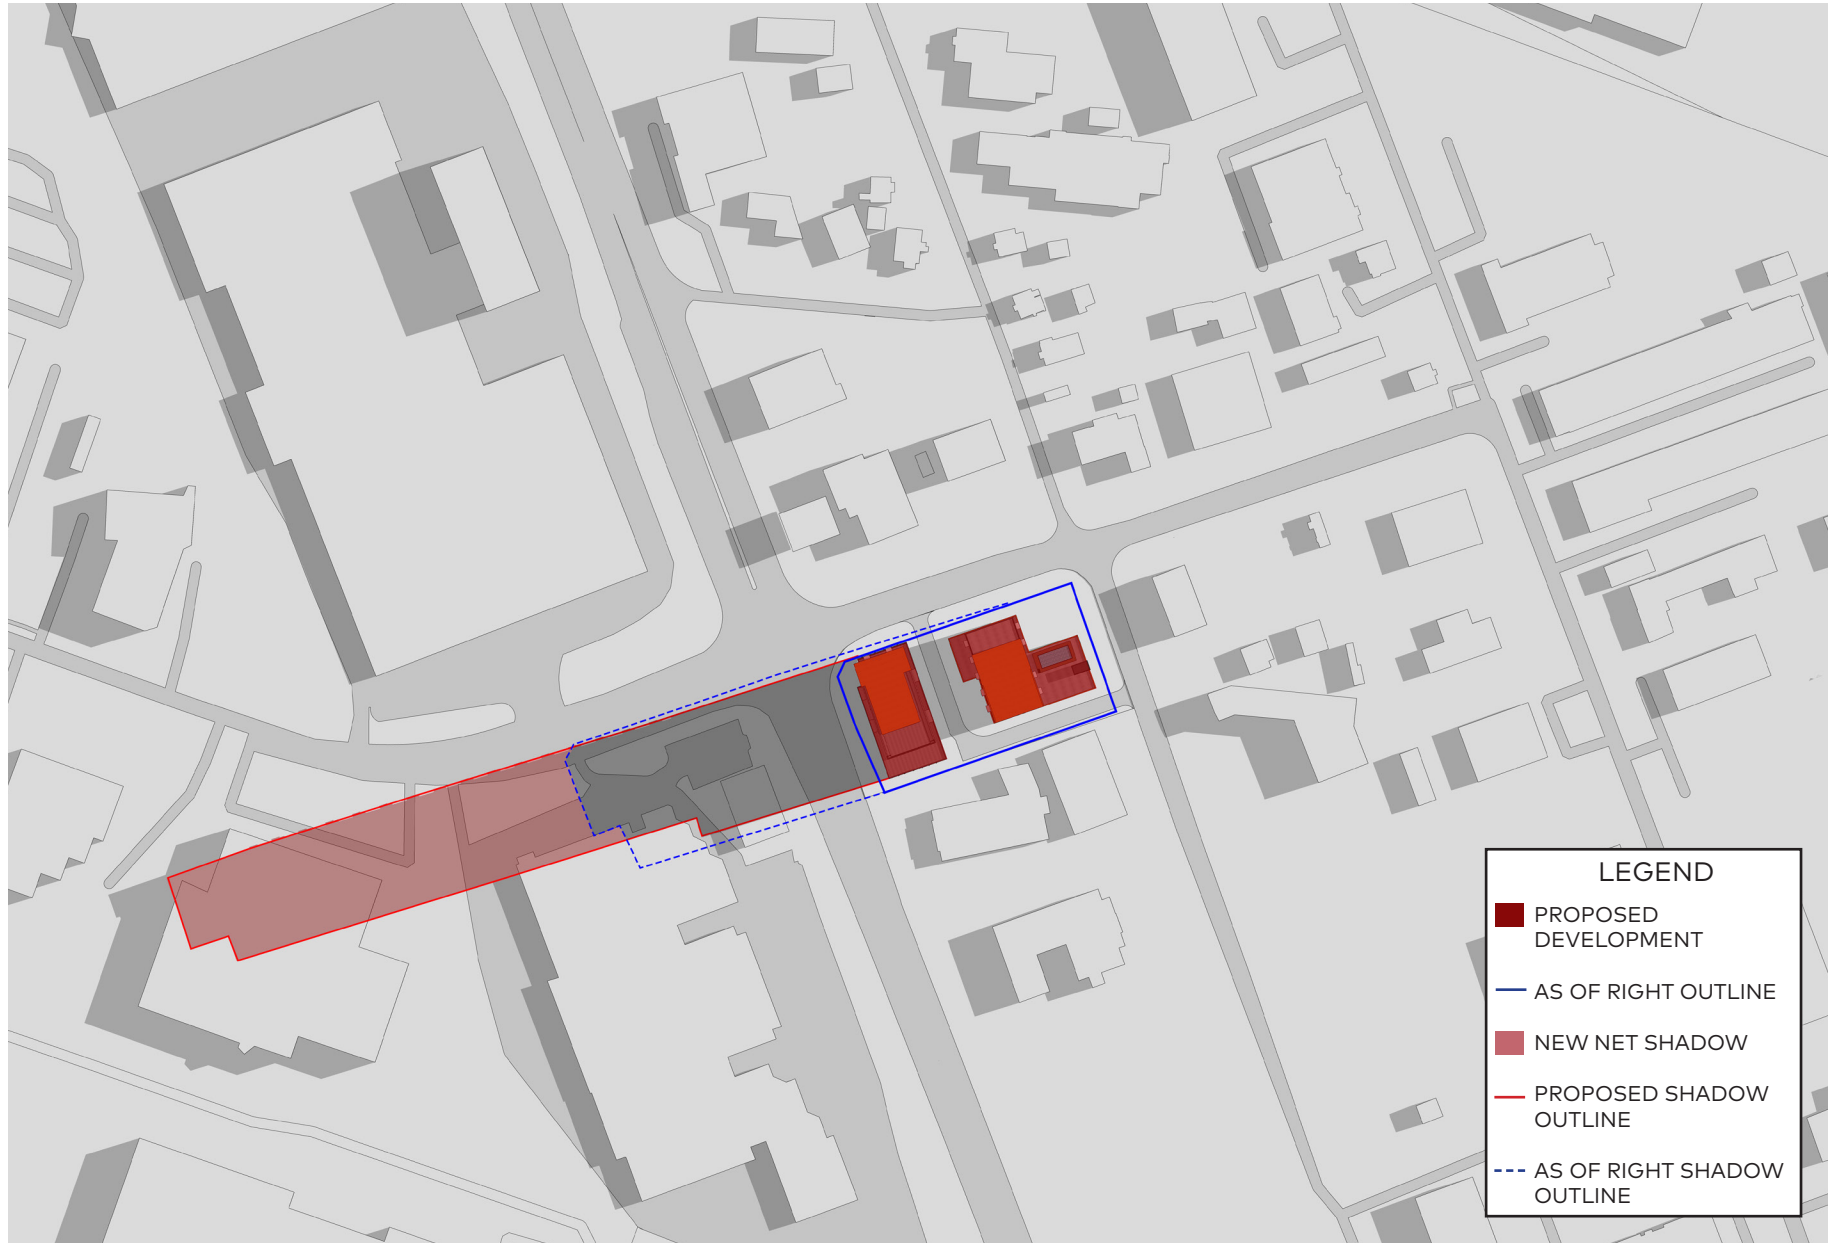 LEGEND
PROPOSED
DEVELOPMENT
AS OF RIGHT OUTLINE
NEW NET SHADOW
PROPOSED SHADOW
OUTLINE
AS OF RIGHT SHADOW
OUTLINE